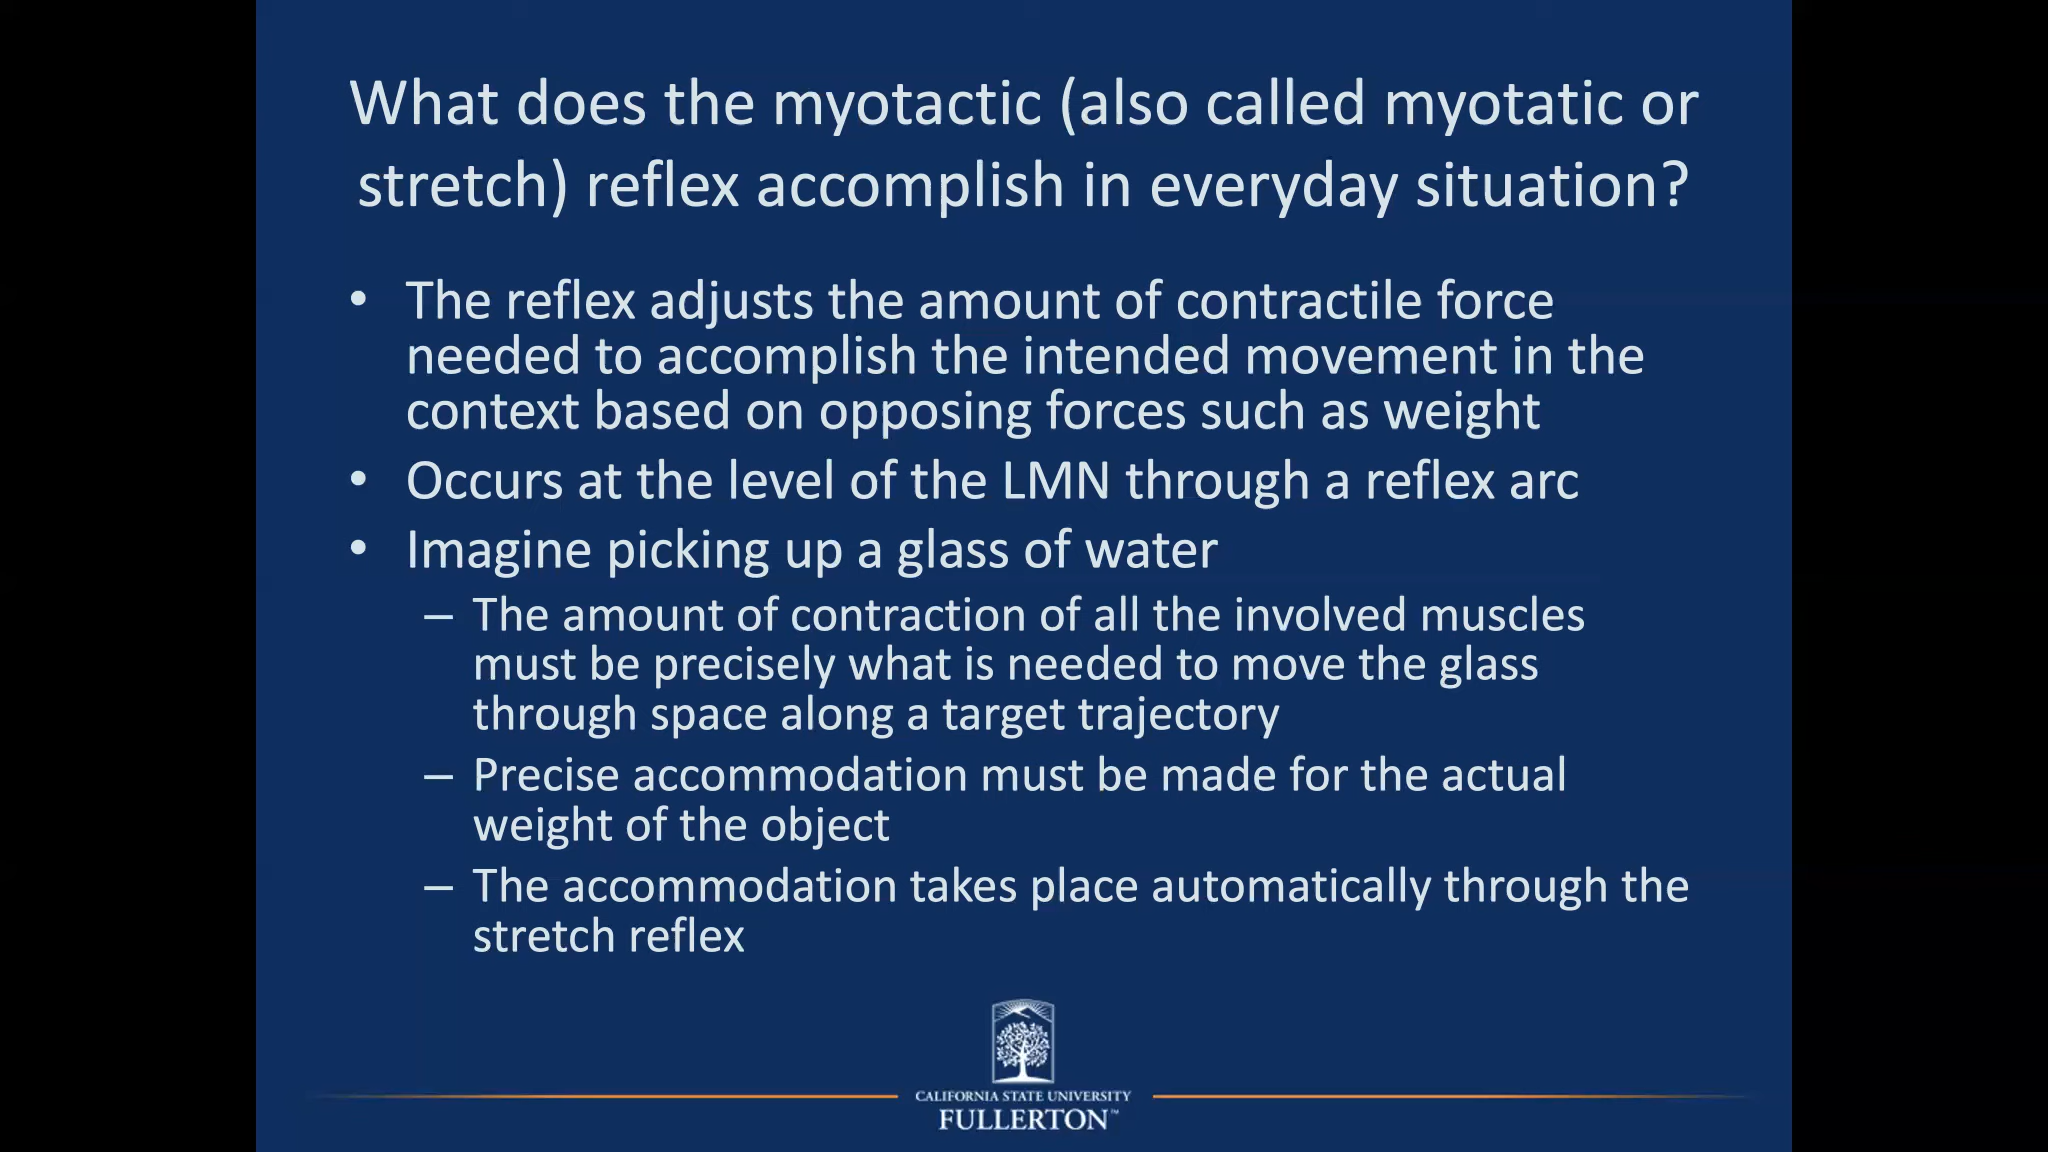 What does the myotactic (also called myotatic or
stretch) reflex accomplish in everyday situation?
• The reflex adjusts the amount of contractile force
needed to accomplish the intended movement in the
context based on opposing forces such as weight
• Occurs at the level of the LMN through a reflex arc
• Imagine picking up a glass of water
– The amount of contraction of all the involved muscles
must be precisely what is needed to move the glass
through space along a target trajectory
– Precise accommodation must be made for the actual
weight of the object
– The accommodation takes place automatically through the
stretch reflex
CALIFORNIA STATE UNIVERSITY
FULLERTON™